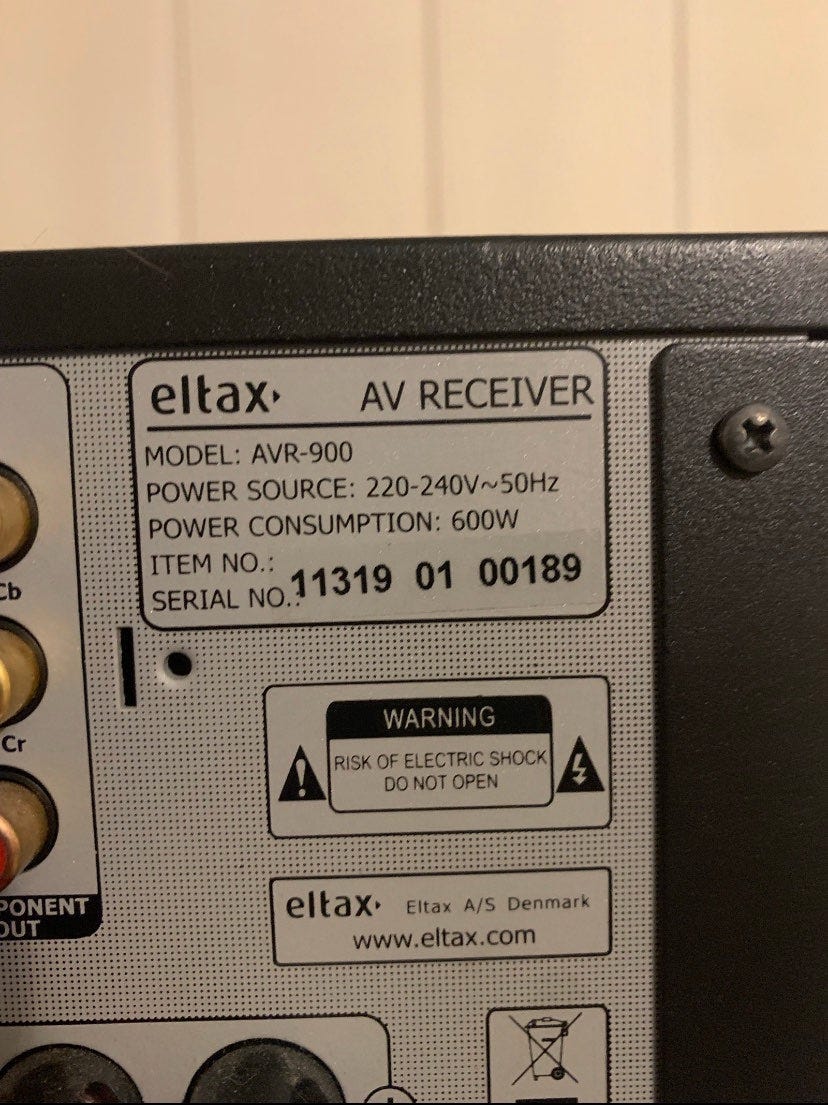 eltax AV RECEIVER
MODEL: AVR-900
POWER SOURCE: 220-240V~50Hz
POWER CONSUMPTION: 600W
ITEM NO.:
SERIAL NO.: 11319 01 00189
Cb
Cr
PONENT
OUT
WARNING
RISK OF ELECTRIC SHOCK
DO NOT OPEN
eltax Eltax A/S Denmark
www.eltax.com